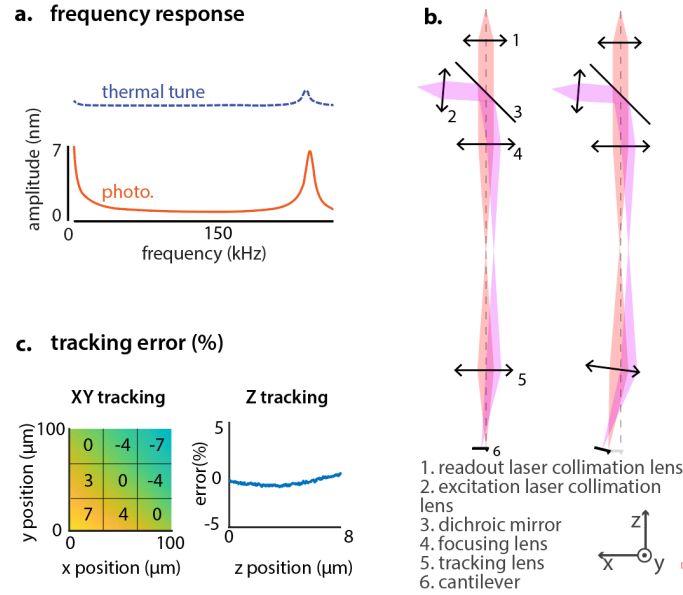 a. frequency response
thermal tune
amplitude (nm)
7
photo.
0
0
150
frequency (kHz)
b.
1
2
3
4
5
6
1. readout laser collimation lens
2. excitation laser collimation
lens
3. dichroic mirror
4. focusing lens
5. tracking lens
6. cantilever
z
x
y
c. tracking error (%)
XY tracking
y position (µm)
100
0 -4 -7
3 0 -4
7 4 0
0
0
100
x position (µm)
Z tracking
error(%)
5
0
-5
0
8
z position (µm)